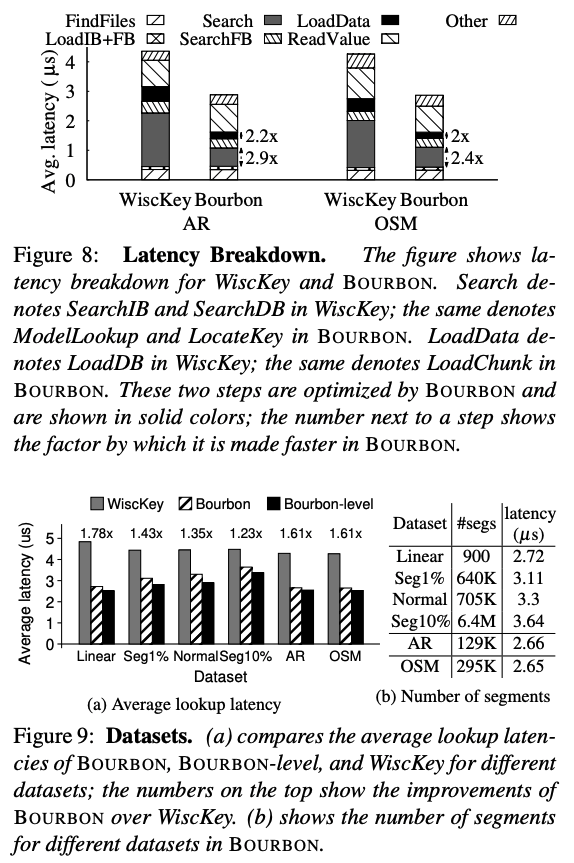 FindFiles Search LoadData Other
LoadIB+FB SearchFB ReadValue
Avg. latency ( μs)
4
3
2
1
0
2.2x
2.9x
2x
2.4x
WiscKey Bourbon WiscKey Bourbon
AR OSM
Figure 8: Latency Breakdown. The figure shows la-
tency breakdown for WiscKey and BOURBON. Search de-
notes SearchIB and SearchDB in WiscKey; the same denotes
ModelLookup and LocateKey in BOURBON. LoadData de-
notes LoadDB in WiscKey; the same denotes LoadChunk in
BOURBON. These two steps are optimized by BOURBON and
are shown in solid colors; the number next to a step shows
the factor by which it is made faster in BOURBON.
WiscKey Bourbon Bourbon-level
Average latency (us)
5
4
3
2
1
0
1.78x 1.43x 1.35x 1.23x 1.61x 1.61x
Linear Seg1% Normal Seg10% AR OSM
Dataset
(a) Average lookup latency
Dataset #segs latency
(μs)
Linear 900 2.72
Seg1% 640K 3.11
Normal 705K 3.3
Seg10% 6.4M 3.64
AR 129K 2.66
OSM 295K 2.65
(b) Number of segments
Figure 9: Datasets. (a) compares the average lookup laten-
cies of BOURBON, BOURBON-level, and WiscKey for different
datasets; the numbers on the top show the improvements of
BOURBON over WiscKey. (b) shows the number of segments
for different datasets in BOURBON.